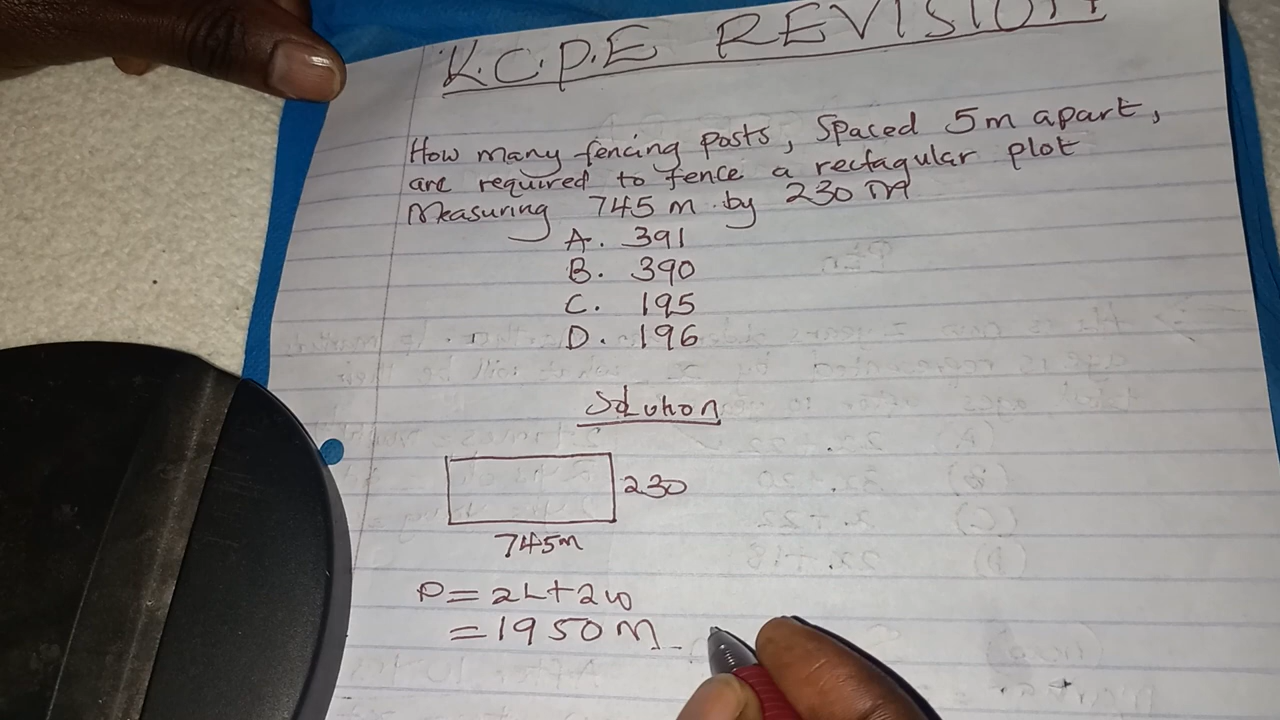 K.C.P.E REVISION
How many fencing posts, Spaced 5m apart,
are required to fence a rectagular plot
Measuring 745 m by 230 m
A. 391
B. 390
C. 195
D. 196
Solution
230
745m
P = 2L + 2w
= 1950 M